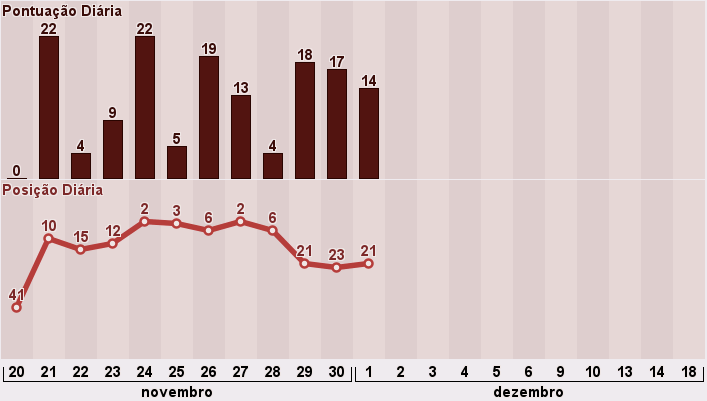 Pontuação Diária
0 22 4 9 22 5 19 13 4 18 17 14
Posição Diária
41 10 15 12 2 3 6 2 6 21 23 21
20 21 22 23 24 25 26 27 28 29 30 1 2 3 4 5 6 9 10 13 14 18
novembro dezembro